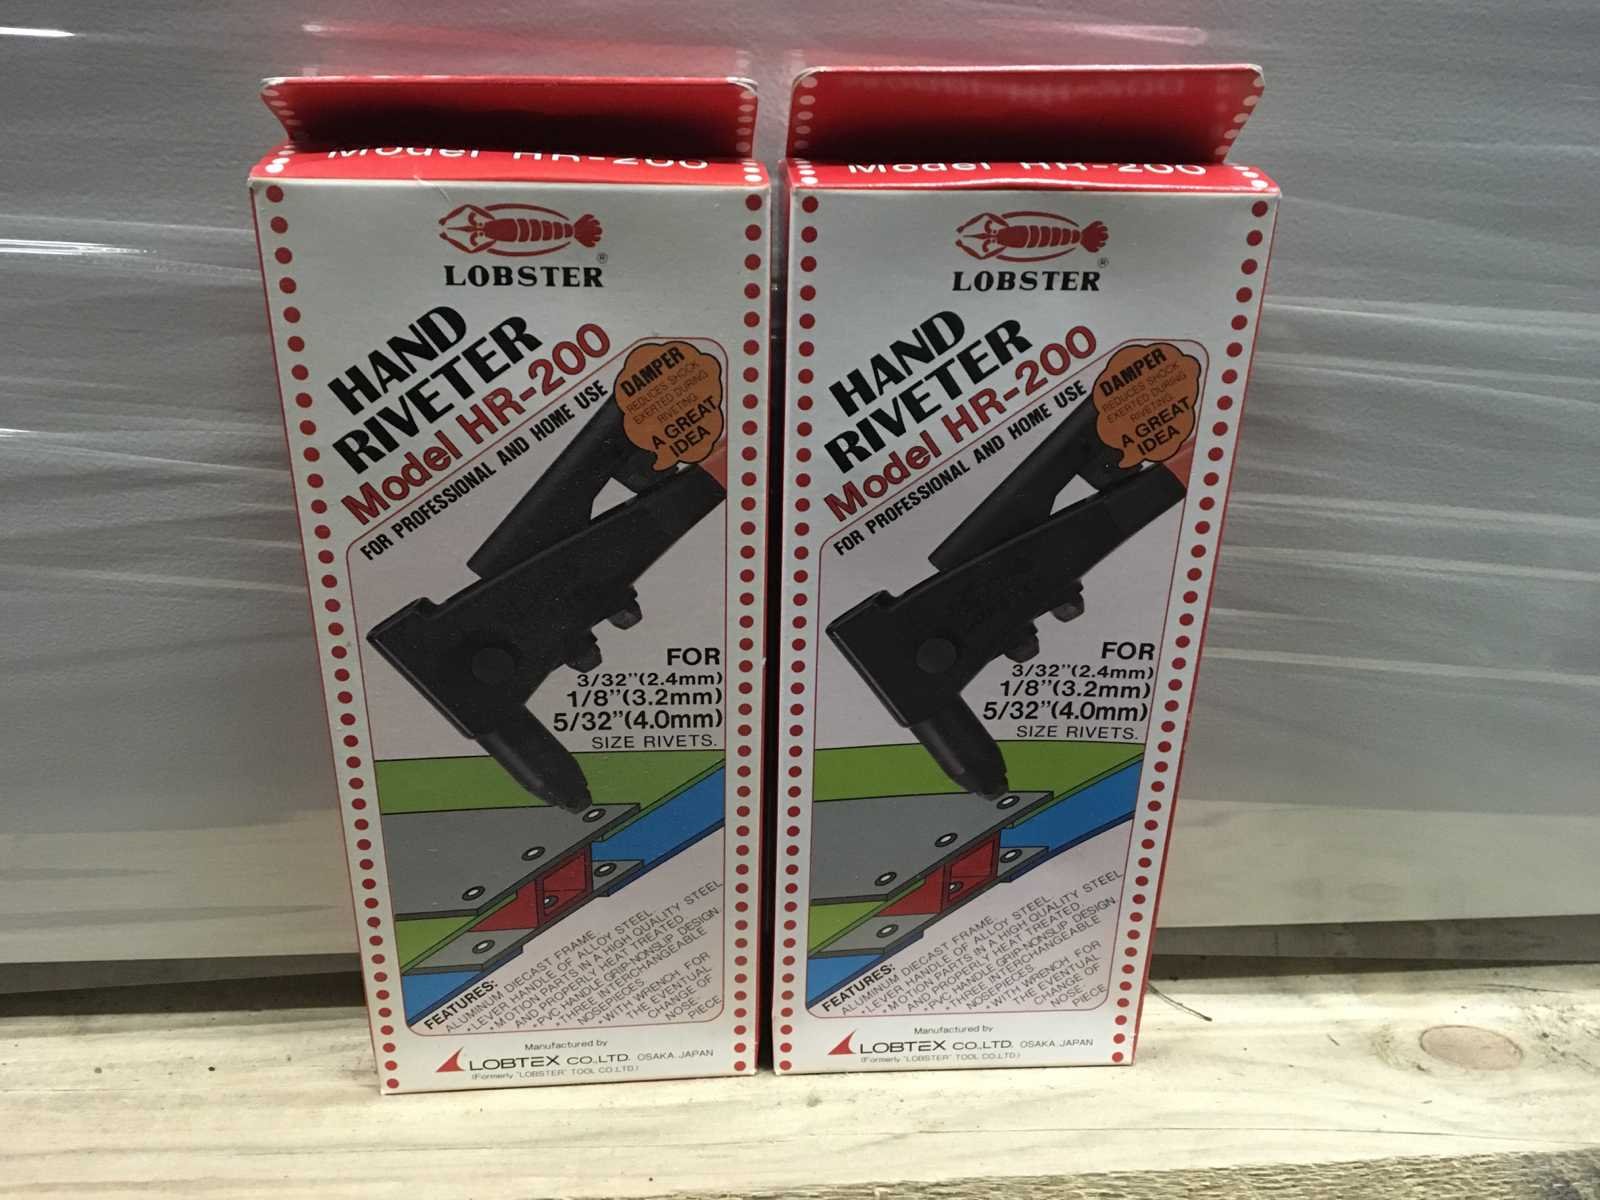 Model HR-200
LOBSTER®
HAND
RIVETER
Model HR-200
FOR PROFESSIONAL AND HOME USE
DAMPER
REDUCES SHOCK
EXERTED DURING
RIVETING.
A GREAT
IDEA
FOR
3/32"(2.4mm)
1/8"(3.2mm)
5/32"(4.0mm)
SIZE RIVETS.
FEATURES:
ALUMINUM DIECAST FRAME
•LEVER HANDLE OF ALLOY STEEL
•MOTION PARTS IN A HIGH QUALITY STEEL
AND PROPERLY HEAT TREATED
•PVC HANDLE GRIP-NONSLIP DESIGN.
•THREE INTERCHANGEABLE
NOSEPIECES.
•WITH WRENCH FOR
THE EVENTUAL
CHANGE OF
NOSE
PIECE.
Manufactured by
LOBTEX CO.,LTD. OSAKA, JAPAN
(Formerly "LOBSTER" TOOL CO.LTD.)
Model HR-200
LOBSTER®
HAND
RIVETER
Model HR-200
FOR PROFESSIONAL AND HOME USE
DAMPER
REDUCES SHOCK
EXERTED DURING
RIVETING.
A GREAT
IDEA
FOR
3/32"(2.4mm)
1/8"(3.2mm)
5/32"(4.0mm)
SIZE RIVETS.
FEATURES:
ALUMINUM DIECAST FRAME
•LEVER HANDLE OF ALLOY STEEL
•MOTION PARTS IN A HIGH QUALITY STEEL
AND PROPERLY HEAT TREATED
•PVC HANDLE GRIP-NONSLIP DESIGN.
•THREE INTERCHANGEABLE
NOSEPIECES.
•WITH WRENCH FOR
THE EVENTUAL
CHANGE OF
NOSE
PIECE.
Manufactured by
LOBTEX CO.,LTD. OSAKA, JAPAN
(Formerly "LOBSTER" TOOL CO.LTD.)